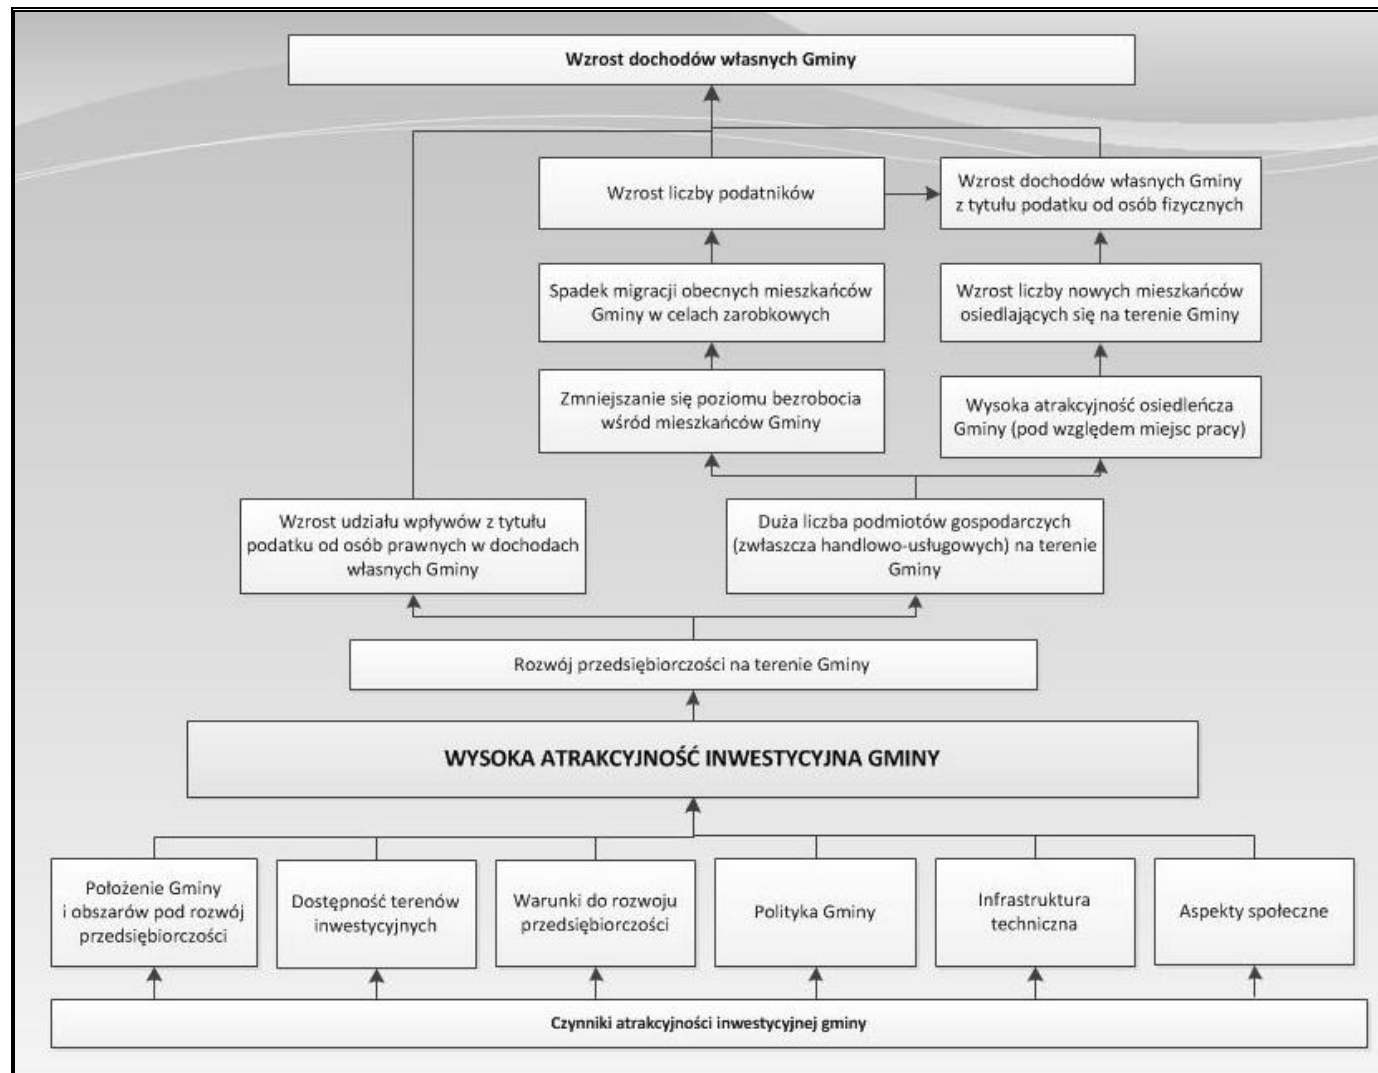 Wzrost dochodów własnych Gminy
Wzrost liczby podatników
Wzrost dochodów własnych Gminy
z tytułu podatku od osób fizycznych
Spadek migracji obecnych mieszkańców
Gminy w celach zarobkowych
Wzrost liczby nowych mieszkańców
osiedlających się na terenie Gminy
Zmniejszanie się poziomu bezrobocia
wśród mieszkańców Gminy
Wysoka atrakcyjność osiedleńcza
Gminy (pod względem miejsc pracy)
Wzrost udziału wpływów z tytułu
podatku od osób prawnych w dochodach
własnych Gminy
Duża liczba podmiotów gospodarczych
(zwłaszcza handlowo-usługowych) na terenie
Gminy
Rozwój przedsiębiorczości na terenie Gminy
WYSOKA ATRAKCYJNOŚĆ INWESTYCYJNA GMINY
Położenie Gminy
i obszarów pod rozwój
przedsiębiorczości
Dostępność terenów
inwestycyjnych
Warunki do rozwoju
przedsiębiorczości
Polityka Gminy
Infrastruktura
techniczna
Aspekty społeczne
Czynniki atrakcyjności inwestycyjnej gminy